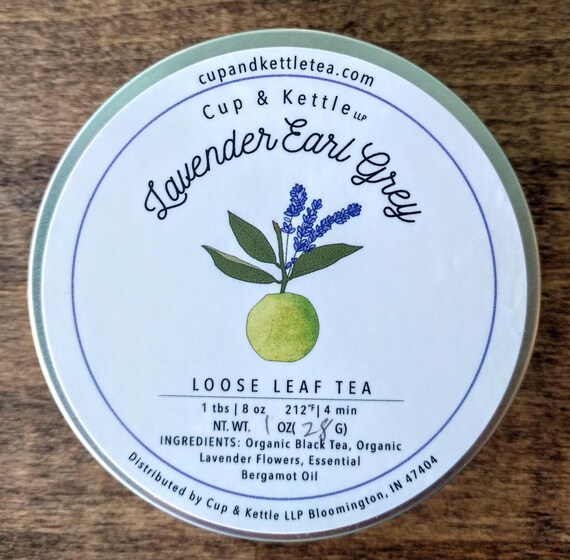 cupandkettletea.com
Cup & Kettle LLP
Lavender Earl Grey
LOOSE LEAF TEA
1 tbs | 8 oz 212°F | 4 min
NT. WT. 1 OZ( 28 G)
INGREDIENTS: Organic Black Tea, Organic
Lavender Flowers, Essential
Bergamot Oil
Distributed by Cup & Kettle LLP Bloomington, IN 47404